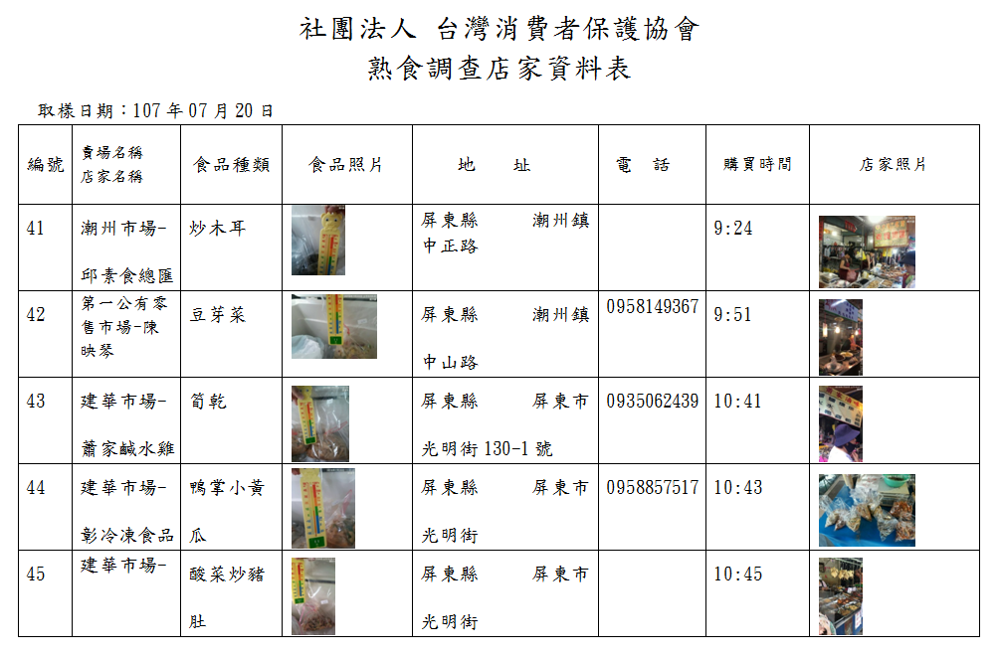 社團法人 台灣消費者保護協會
熟食調查店家資料表
取樣日期：107 年 07 月 20 日
編號 賣場名稱 店家名稱 食品種類 食品照片 地 址 電 話 購買時間 店家照片
41 潮州市場- 炒木耳 屏東縣 潮州鎮 9:24
中正路
邱素食總匯
42 第一公有零 豆芽菜 屏東縣 潮州鎮 0958149367 9:51
售市場-陳
映琴 中山路
43 建華市場- 筍乾 屏東縣 屏東市 0935062439 10:41
蕭家鹹水雞 光明街 130-1 號
44 建華市場- 鴨掌小黃 屏東縣 屏東市 0958857517 10:43
彰冷凍食品 瓜 光明街
45 建華市場- 酸菜炒豬 屏東縣 屏東市 10:45
肚 光明街